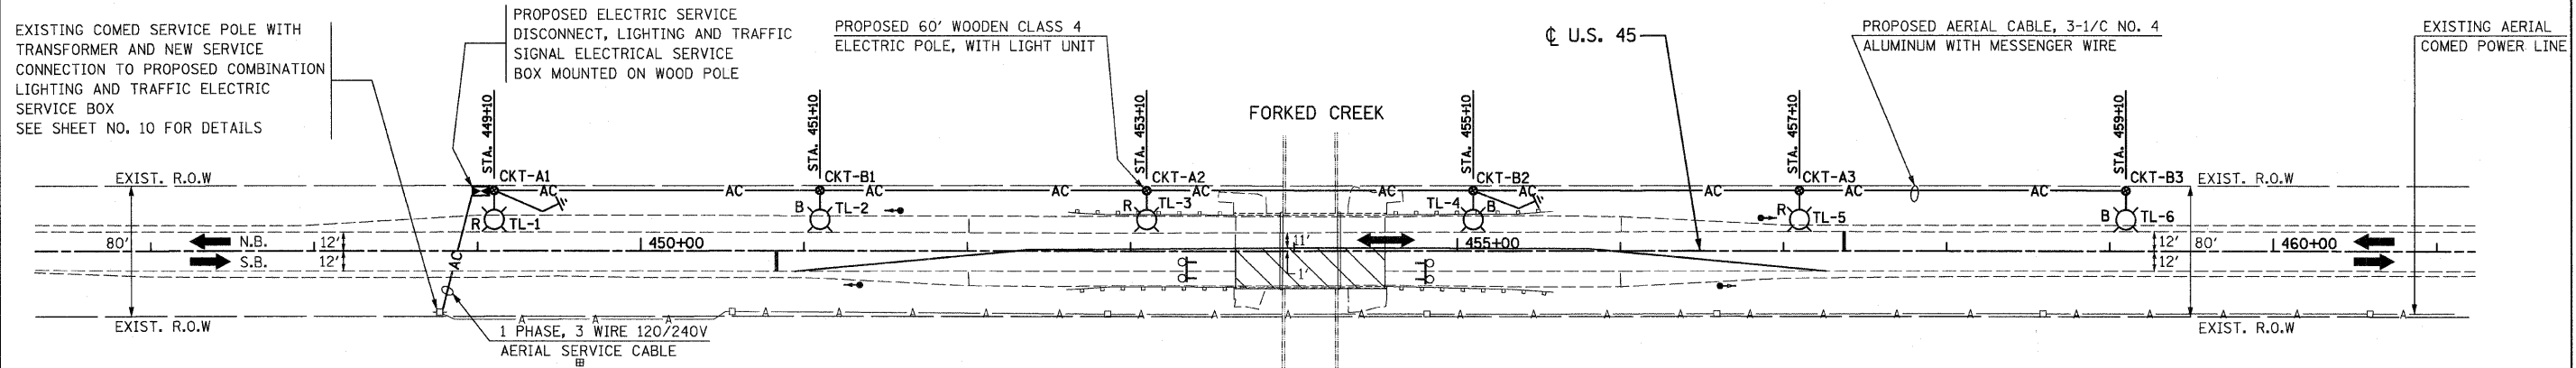 EXISTING COMED SERVICE POLE WITH
TRANSFORMER AND NEW SERVICE
CONNECTION TO PROPOSED COMBINATION
LIGHTING AND TRAFFIC ELECTRIC
SERVICE BOX
SEE SHEET NO. 10 FOR DETAILS
PROPOSED ELECTRIC SERVICE
DISCONNECT, LIGHTING AND TRAFFIC
SIGNAL ELECTRICAL SERVICE
BOX MOUNTED ON WOOD POLE
PROPOSED 60' WOODEN CLASS 4
ELECTRIC POLE, WITH LIGHT UNIT
℄ U.S. 45
PROPOSED AERIAL CABLE, 3-1/C NO. 4
ALUMINUM WITH MESSENGER WIRE
EXISTING AERIAL
COMED POWER LINE
FORKED CREEK
STA. 449+10
STA. 451+10
STA. 453+10
STA. 455+10
STA. 457+10
STA. 459+10
EXIST. R.O.W
CKT-A1
AC
AC
CKT-B1
AC
AC
CKT-A2
AC
AC
CKT-B2
AC
AC
CKT-A3
AC
AC
CKT-B3
EXIST. R.O.W
R TL-1
B TL-2
R TL-3
TL-4 B
R TL-5
B TL-6
80'
N.B. 12'
S.B. 12'
450+00
11'
1'
455+00
12'
12'
80'
460+00
AC
EXIST. R.O.W
A A A A A A A A A A A A A A A A A A A A A A A A
EXIST. R.O.W
1 PHASE, 3 WIRE 120/240V
AERIAL SERVICE CABLE